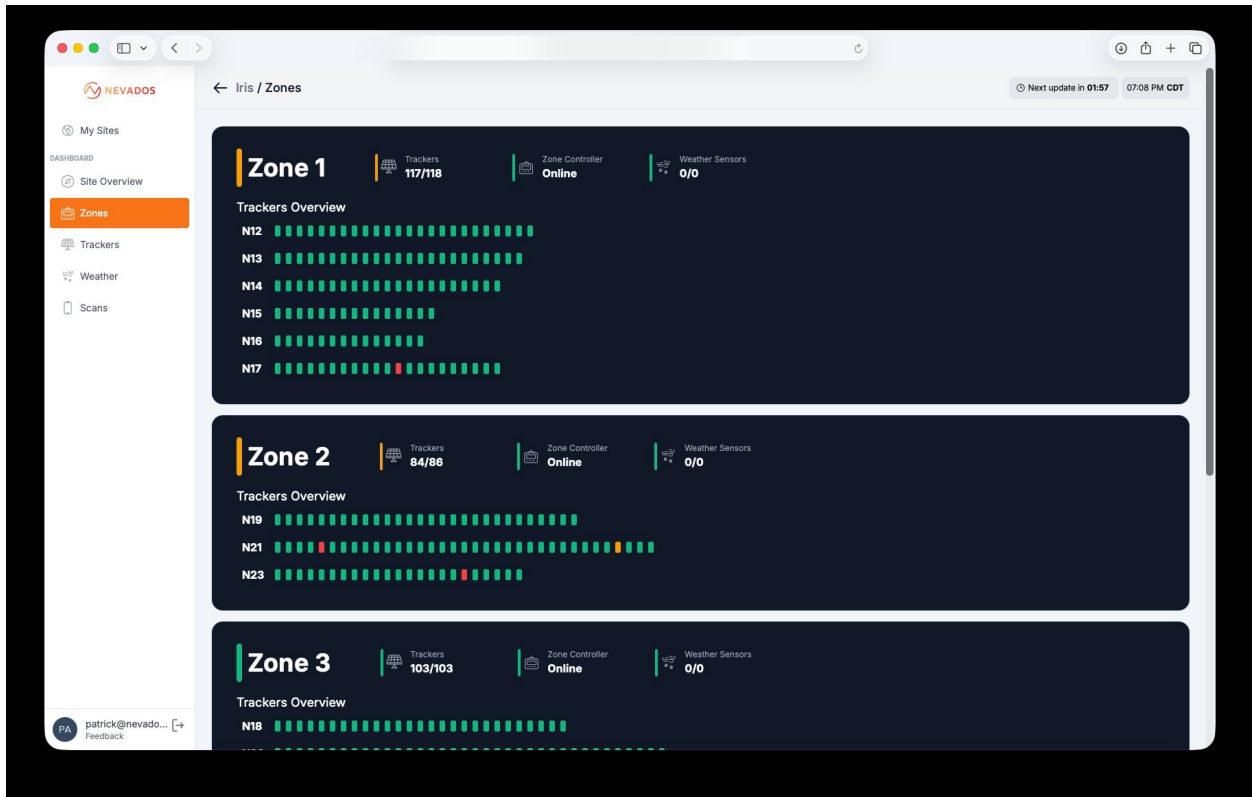 NEVADOS
Iris / Zones
Next update in 01:57
07:08 PM CDT
My Sites
DASHBOARD
Site Overview
Zones
Trackers
Weather
Scans
Zone 1
Trackers
117/118
Zone Controller
Online
Weather Sensors
0/0
Trackers Overview
N12
N13
N14
N15
N16
N17
Zone 2
Trackers
84/86
Zone Controller
Online
Weather Sensors
0/0
Trackers Overview
N19
N21
N23
Zone 3
Trackers
103/103
Zone Controller
Online
Weather Sensors
0/0
Trackers Overview
N18
PA
patrick@nevado...
Feedback